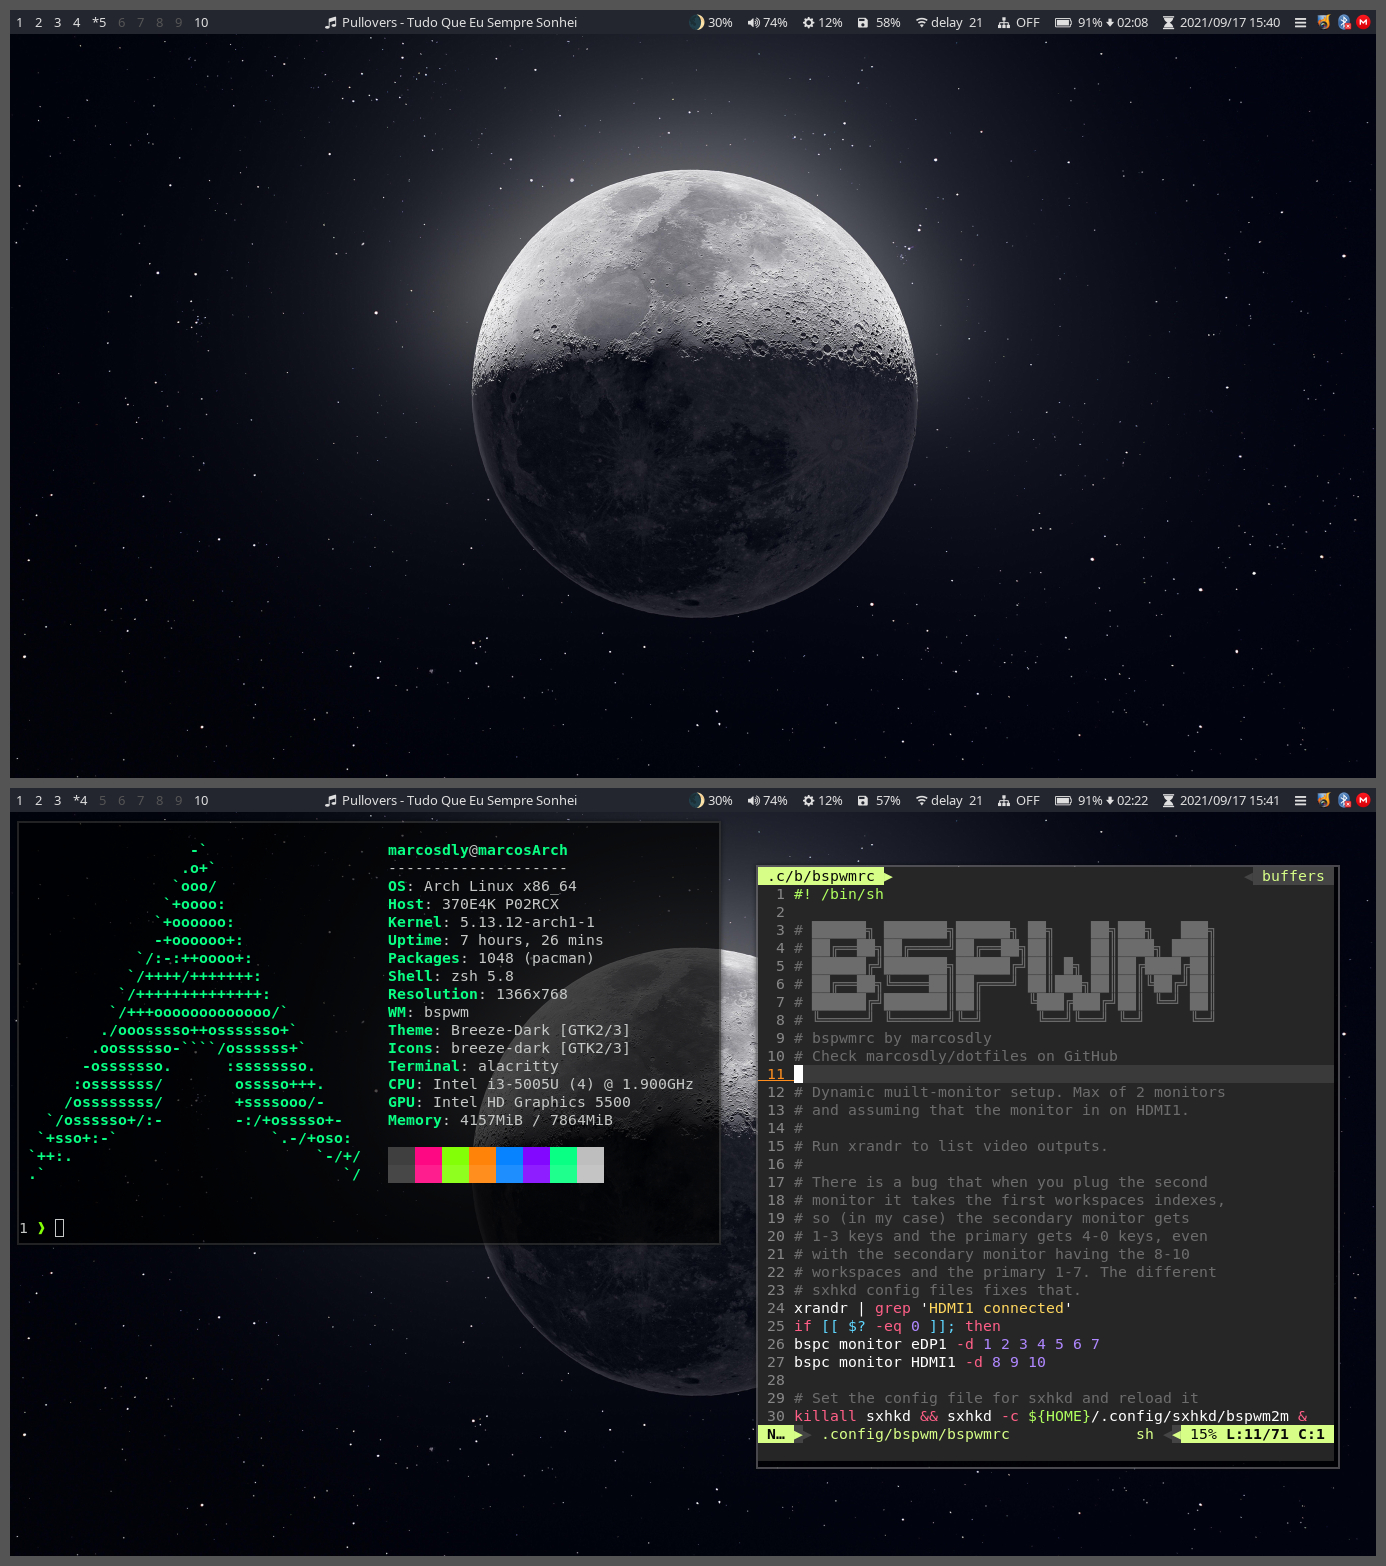 1 2 3 4 *5 6 7 8 9 10 Pullovers - Tudo Que Eu Sempre Sonhei 30% 74% 12% 58% delay 21 OFF 91% 02:08 2021/09/17 15:40
1 2 3 *4 5 6 7 8 9 10 Pullovers - Tudo Que Eu Sempre Sonhei 30% 74% 12% 57% delay 21 OFF 91% 02:22 2021/09/17 15:41
marcosdly@marcosArch
--------------------
OS: Arch Linux x86_64
Host: 370E4K P02RCX
Kernel: 5.13.12-arch1-1
Uptime: 7 hours, 26 mins
Packages: 1048 (pacman)
Shell: zsh 5.8
Resolution: 1366x768
WM: bspwm
Theme: Breeze-Dark [GTK2/3]
Icons: breeze-dark [GTK2/3]
Terminal: alacritty
CPU: Intel i3-5005U (4) @ 1.900GHz
GPU: Intel HD Graphics 5500
Memory: 4157MiB / 7864MiB
1 ❯
.c/b/bspwmrc buffers
1 #! /bin/sh
2
3 #
4 #
5 # BSPWM
6 #
7 #
8 #
9 # bspwmrc by marcosdly
10 # Check marcosdly/dotfiles on GitHub
11
12 # Dynamic muilt-monitor setup. Max of 2 monitors
13 # and assuming that the monitor in on HDMI1.
14 #
15 # Run xrandr to list video outputs.
16 #
17 # There is a bug that when you plug the second
18 # monitor it takes the first workspaces indexes,
19 # so (in my case) the secondary monitor gets
20 # 1-3 keys and the primary gets 4-0 keys, even
21 # with the secondary monitor having the 8-10
22 # workspaces and the primary 1-7. The different
23 # sxhkd config files fixes that.
24 xrandr | grep 'HDMI1 connected'
25 if [[ $? -eq 0 ]]; then
26 bspc monitor eDP1 -d 1 2 3 4 5 6 7
27 bspc monitor HDMI1 -d 8 9 10
28
29 # Set the config file for sxhkd and reload it
30 killall sxhkd && sxhkd -c ${HOME}/.config/sxhkd/bspwm2m &
N… .config/bspwm/bspwmrc sh 15% L:11/71 C:1